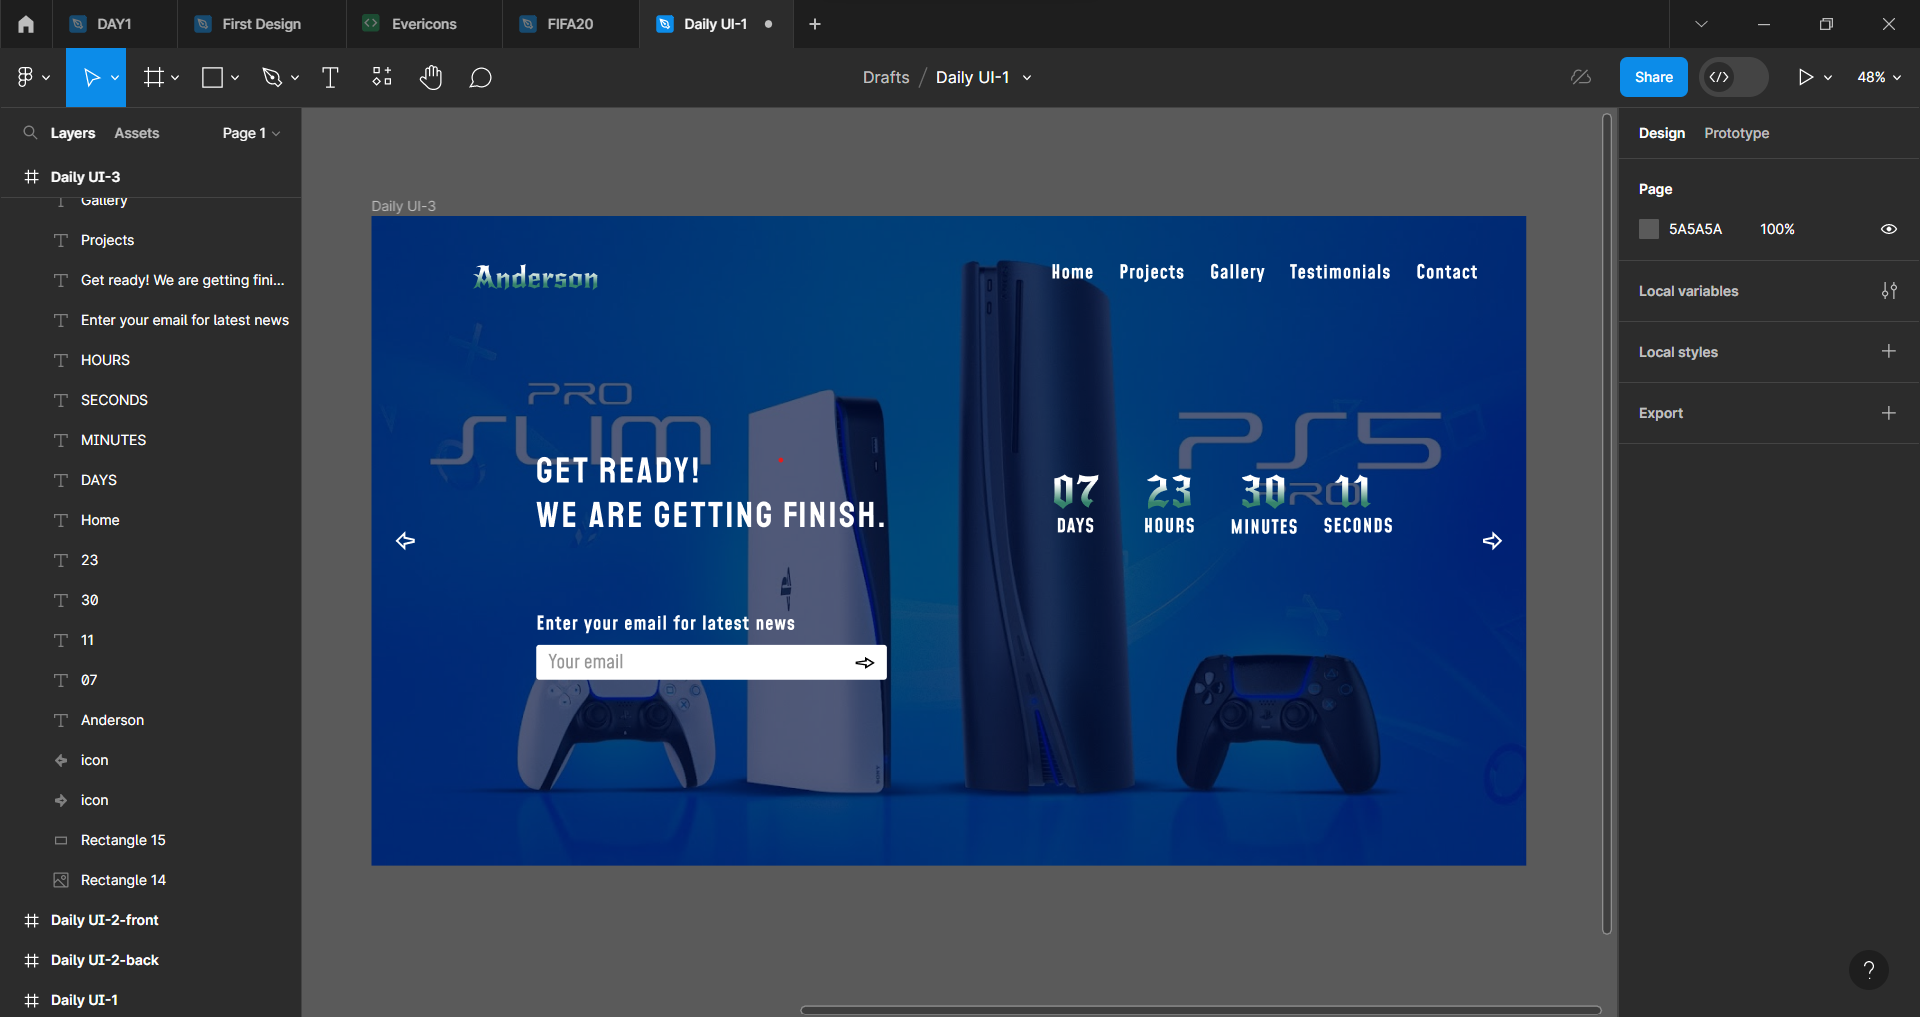 DAY1
First Design
Evericons
FIFA20
Daily UI-1
Drafts / Daily UI-1
Share
48%
Layers
Assets
Page 1
Daily UI-3
Gallery
Projects
Get ready! We are getting fini...
Enter your email for latest news
HOURS
SECONDS
MINUTES
DAYS
Home
23
30
11
07
Anderson
icon
icon
Rectangle 15
Rectangle 14
Daily UI-2-front
Daily UI-2-back
Daily UI-1
Daily UI-3
Anderson
Home Projects Gallery Testimonials Contact
PRO
SLIM
PS5
PRO
GET READY!
WE ARE GETTING FINISH.
07 23 30 11
DAYS HOURS MINUTES SECONDS
Enter your email for latest news
Your email
Design
Prototype
Page
5A5A5A 100%
Local variables
Local styles
Export
?